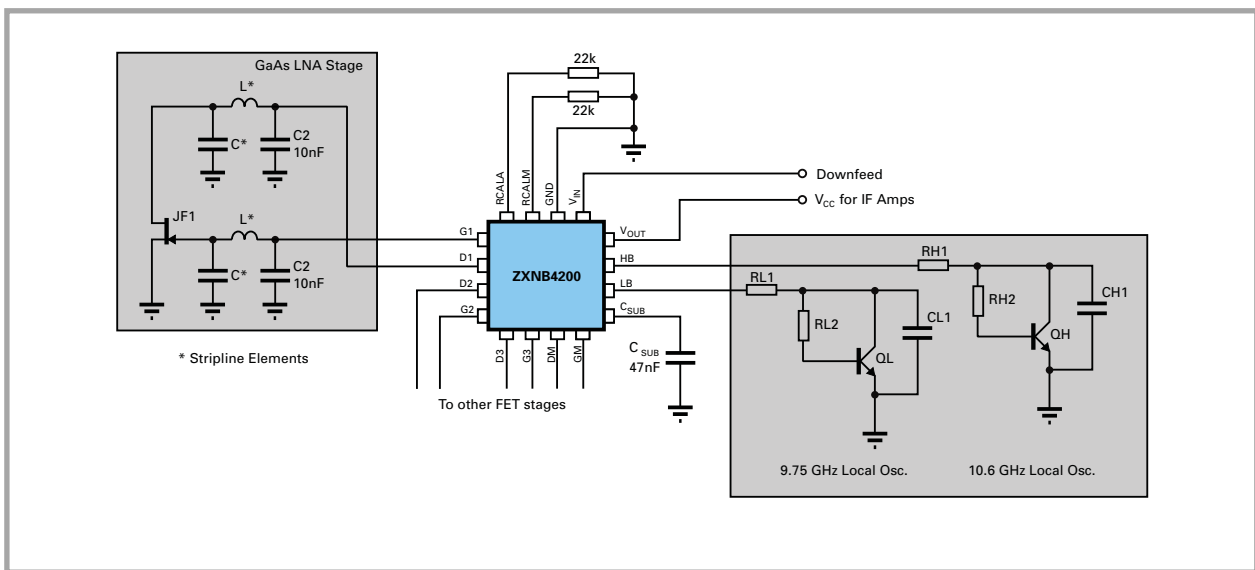 GaAs LNA Stage
L*
C*
C2
10nF
JF1
L*
C*
C2
10nF
* Stripline Elements
22k
22k
RCALA
RCALM
GND
VIN
G1
D1
D2
G2
ZXNB4200
VOUT
HB
LB
CSUB
D3
G3
DM
GM
To other FET stages
C SUB
47nF
Downfeed
VCC for IF Amps
RL1
RL2
QL
CL1
RH1
RH2
QH
CH1
9.75 GHz Local Osc.
10.6 GHz Local Osc.